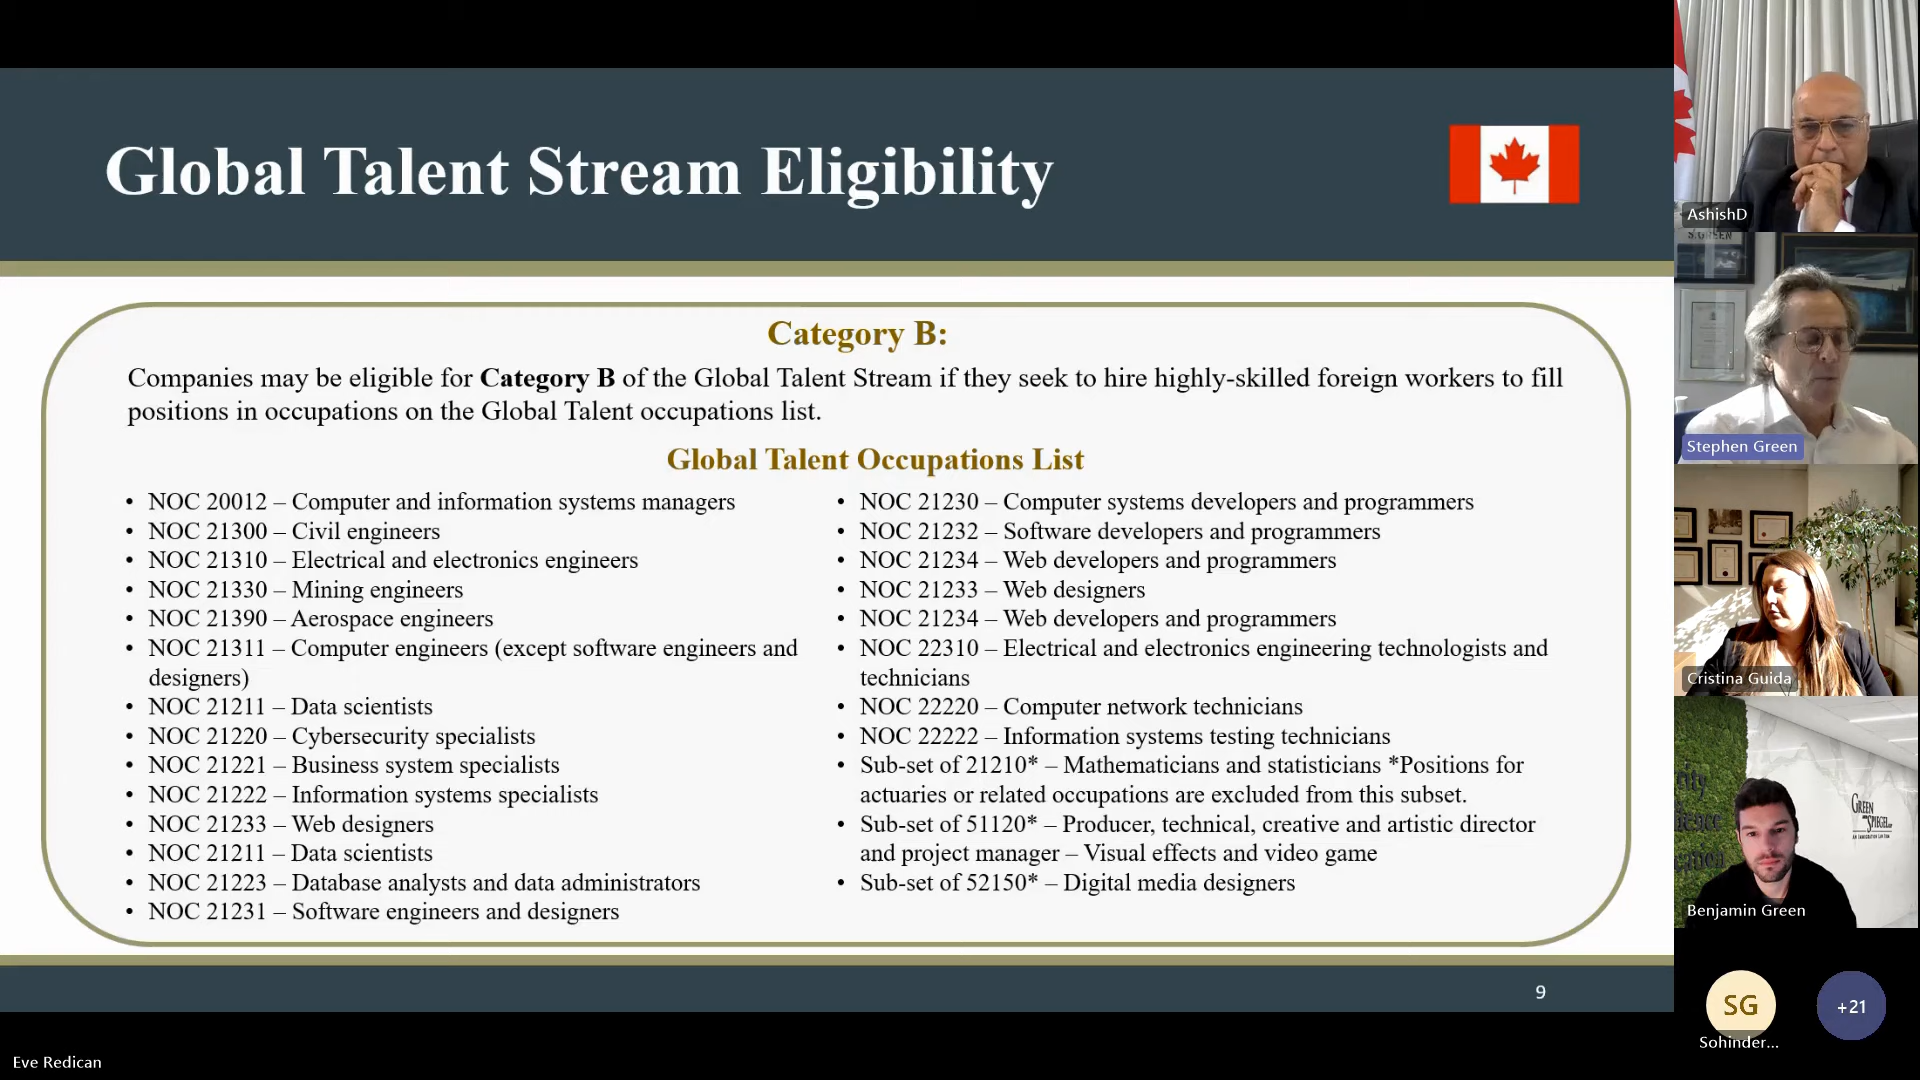 Global Talent Stream Eligibility
Category B:
Companies may be eligible for Category B of the Global Talent Stream if they seek to hire highly-skilled foreign workers to fill
positions in occupations on the Global Talent occupations list.
Global Talent Occupations List
• NOC 20012 – Computer and information systems managers
• NOC 21300 – Civil engineers
• NOC 21310 – Electrical and electronics engineers
• NOC 21330 – Mining engineers
• NOC 21390 – Aerospace engineers
• NOC 21311 – Computer engineers (except software engineers and
designers)
• NOC 21211 – Data scientists
• NOC 21220 – Cybersecurity specialists
• NOC 21221 – Business system specialists
• NOC 21222 – Information systems specialists
• NOC 21233 – Web designers
• NOC 21211 – Data scientists
• NOC 21223 – Database analysts and data administrators
• NOC 21231 – Software engineers and designers
• NOC 21230 – Computer systems developers and programmers
• NOC 21232 – Software developers and programmers
• NOC 21234 – Web developers and programmers
• NOC 21233 – Web designers
• NOC 21234 – Web developers and programmers
• NOC 22310 – Electrical and electronics engineering technologists and
technicians
• NOC 22220 – Computer network technicians
• NOC 22222 – Information systems testing technicians
• Sub-set of 21210* – Mathematicians and statisticians *Positions for
actuaries or related occupations are excluded from this subset.
• Sub-set of 51120* – Producer, technical, creative and artistic director
and project manager – Visual effects and video game
• Sub-set of 52150* – Digital media designers
9
Eve Redican
AshishD
S.GREEN
Stephen Green
Cristina Guida
GREEN
AND SPIEGEL
Benjamin Green
SG
+21
Sohinder...